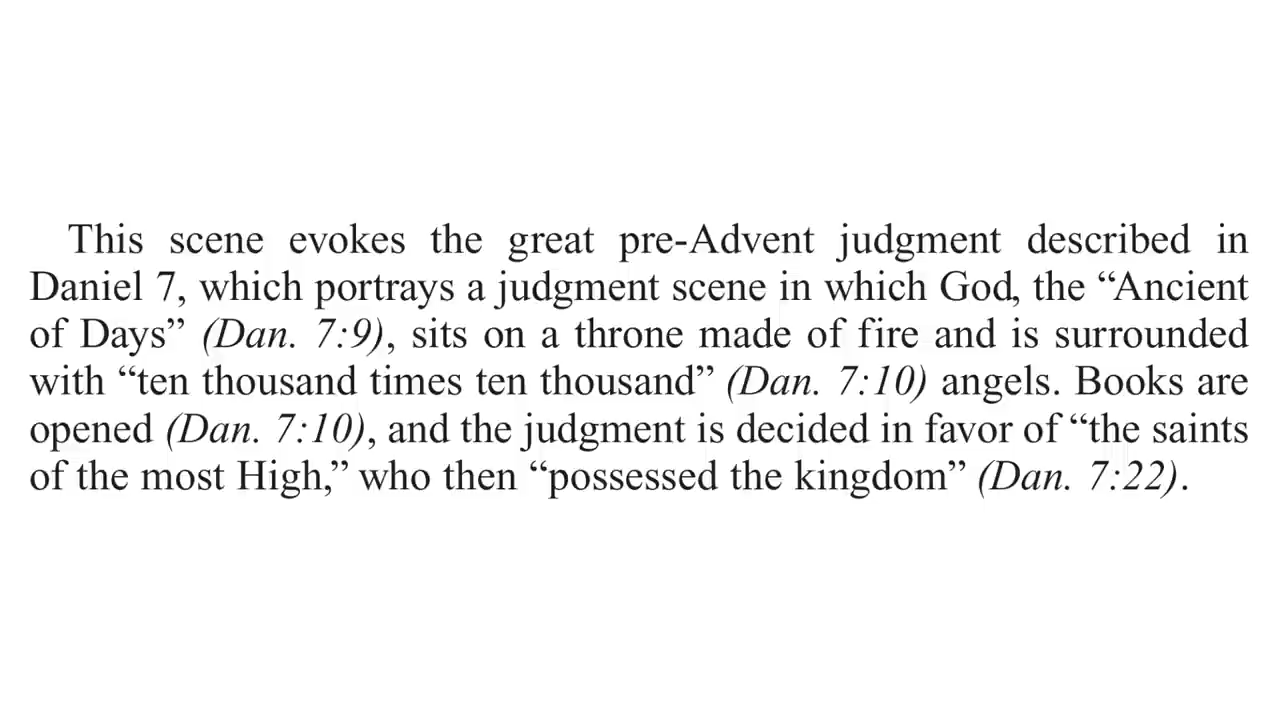 This scene evokes the great pre-Advent judgment described in
Daniel 7, which portrays a judgment scene in which God, the “Ancient
of Days” (Dan. 7:9), sits on a throne made of fire and is surrounded
with “ten thousand times ten thousand” (Dan. 7:10) angels. Books are
opened (Dan. 7:10), and the judgment is decided in favor of “the saints
of the most High,” who then “possessed the kingdom” (Dan. 7:22).